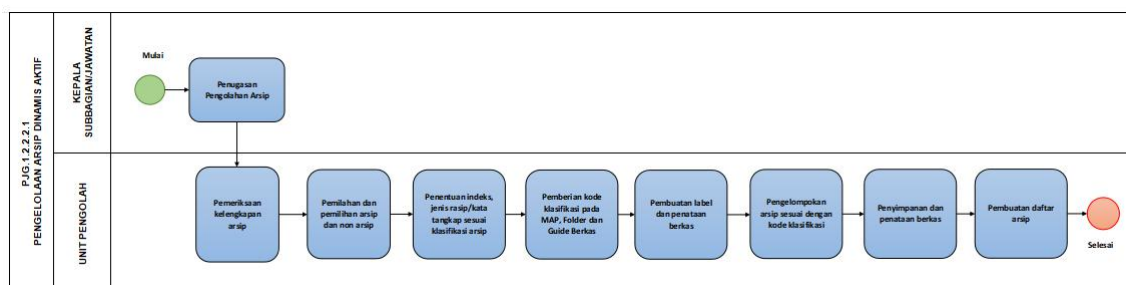 PJG.1.2.2.2.1
PENGELOLAAN ARSIP DINAMIS AKTIF
KEPALA
SUBBAGIAN/JAWATAN
Mulai
Penugasan
Pengolahan Arsip
UNIT PENGOLAH
Pemeriksaan
kelengkapan
arsip
Pemilahan dan
pemilihan arsip
dan non arsip
Penentuan indeks,
jenis rasip/kata
tangkap sesuai
klasifikasi arsip
Pemberian kode
klasifikasi pada
MAP, Folder dan
Guide Berkas
Pembuatan label
dan penataan
berkas
Pengelompokan
arsip sesuai dengan
kode klasifikasi
Penyimpanan dan
penataan berkas
Pembuatan daftar
arsip
Selesai